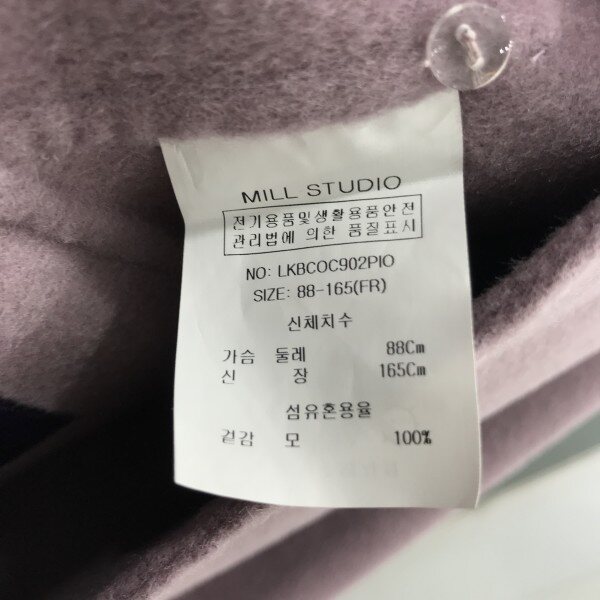 MILL STUDIO
전기용품및생활용품안전
관리법에 의한 품질표시
NO: LKBCOC902PIO
SIZE: 88-165(FR)
신체치수
가슴 둘레 88Cm
신 장 165Cm
섬유혼용율
겉감 모 100%